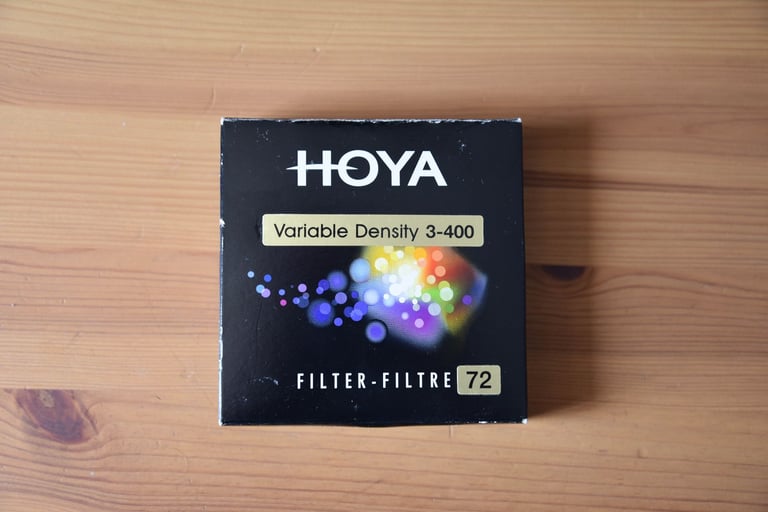 HOYA
Variable Density 3-400
FILTER-FILTRE 72